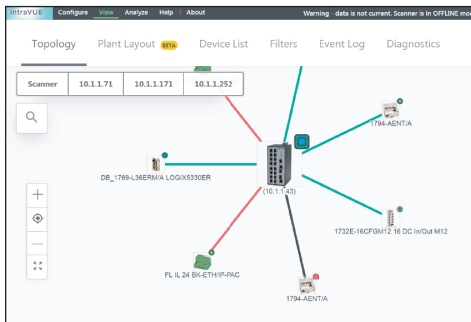 IntraVUE Configure View Analyze Help About Warning - data is not current. Scanner is in OFFLINE mo
Topology Plant Layout BETA Device List Filters Event Log Diagnostics
Scanner 10.1.1.71 10.1.1.171 10.1.1.252
1794-AENT/A
DB_1769-L36ERM/A LOGIX5330ER
(10.1.1.43)
1732E-16CFGM12 16 DC In/Out M12
FL IL 24 BK-ETH/IP-PAC
1794-AENT/A